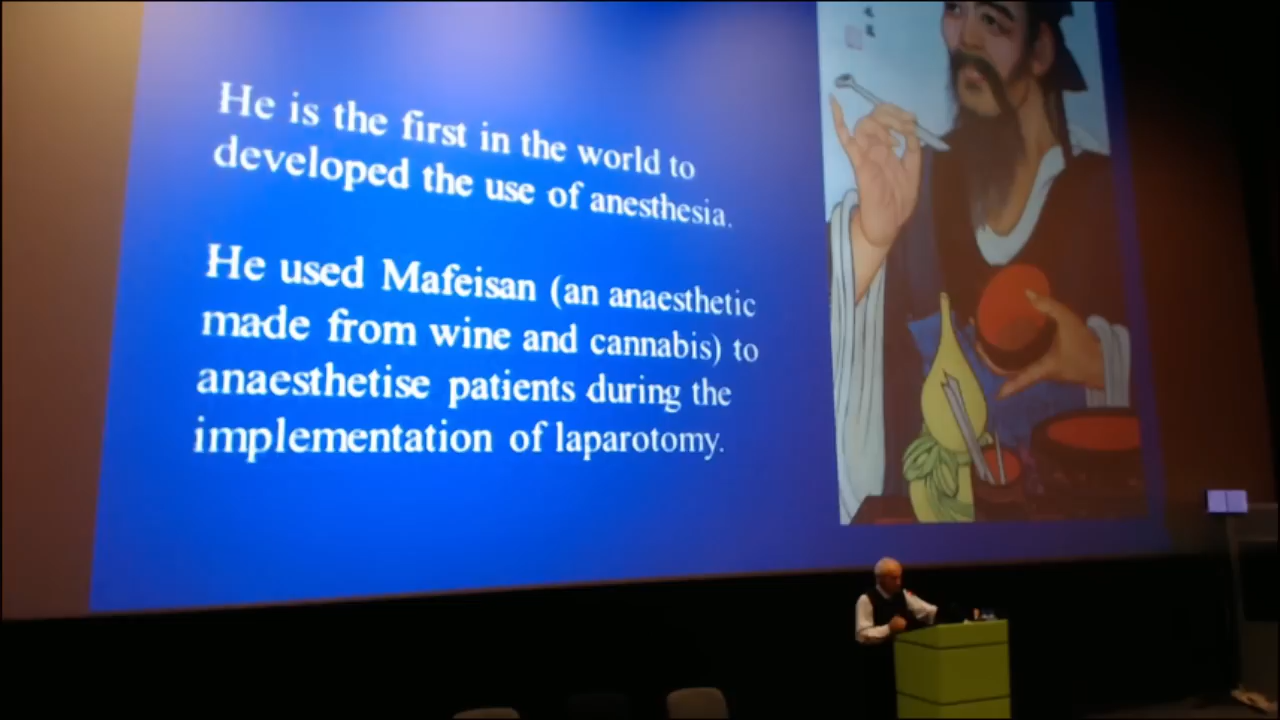 He is the first in the world to
developed the use of anesthesia.
He used Mafeisan (an anaesthetic
made from wine and cannabis) to
anaesthetise patients during the
implementation of laparotomy.